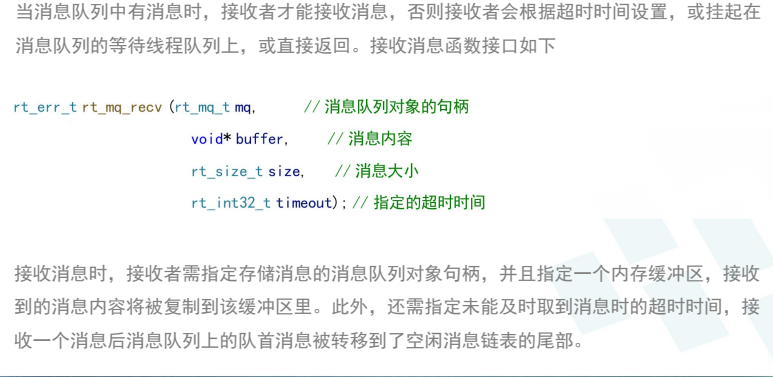 当消息队列中有消息时，接收者才能接收消息，否则接收者会根据超时时间设置，或挂起在
消息队列的等待线程队列上，或直接返回。接收消息函数接口如下
rt_err_t rt_mq_recv (rt_mq_t mq, // 消息队列对象的句柄
void* buffer, // 消息内容
rt_size_t size, // 消息大小
rt_int32_t timeout); // 指定的超时时间
接收消息时，接收者需指定存储消息的消息队列对象句柄，并且指定一个内存缓冲区，接收
到的消息内容将被复制到该缓冲区里。此外，还需指定未能及时取到消息时的超时时间，接
收一个消息后消息队列上的队首消息被转移到了空闲消息链表的尾部。